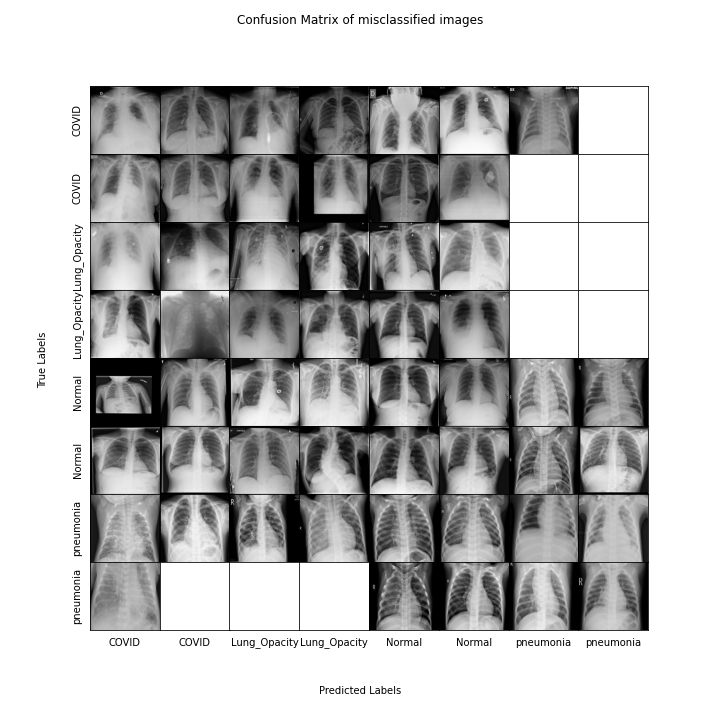 Confusion Matrix of misclassified images
COVID
COVID
Lung_Opacity
Lung_Opacity
Normal
Normal
pneumonia
pneumonia
True Labels
COVID COVID Lung_Opacity Lung_Opacity Normal Normal pneumonia pneumonia
Predicted Labels
R
R